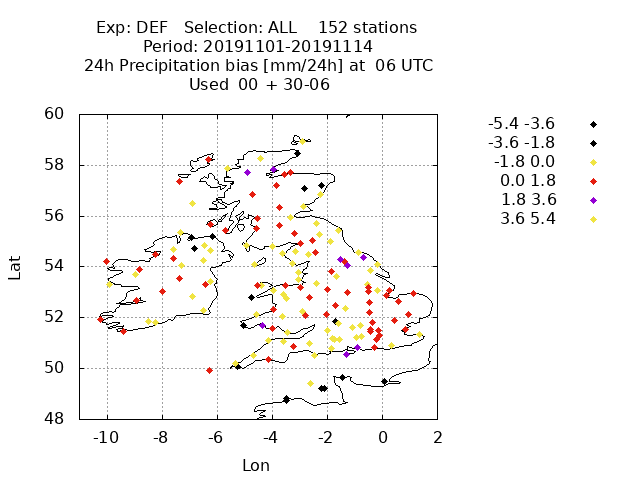 Exp: DEF Selection: ALL 152 stations
Period: 20191101-20191114
24h Precipitation bias [mm/24h] at 06 UTC
Used 00 + 30-06
60
58
56
54
52
50
48
Lat
-10 -8 -6 -4 -2 0 2
Lon
-5.4 -3.6
-3.6 -1.8
-1.8 0.0
0.0 1.8
1.8 3.6
3.6 5.4